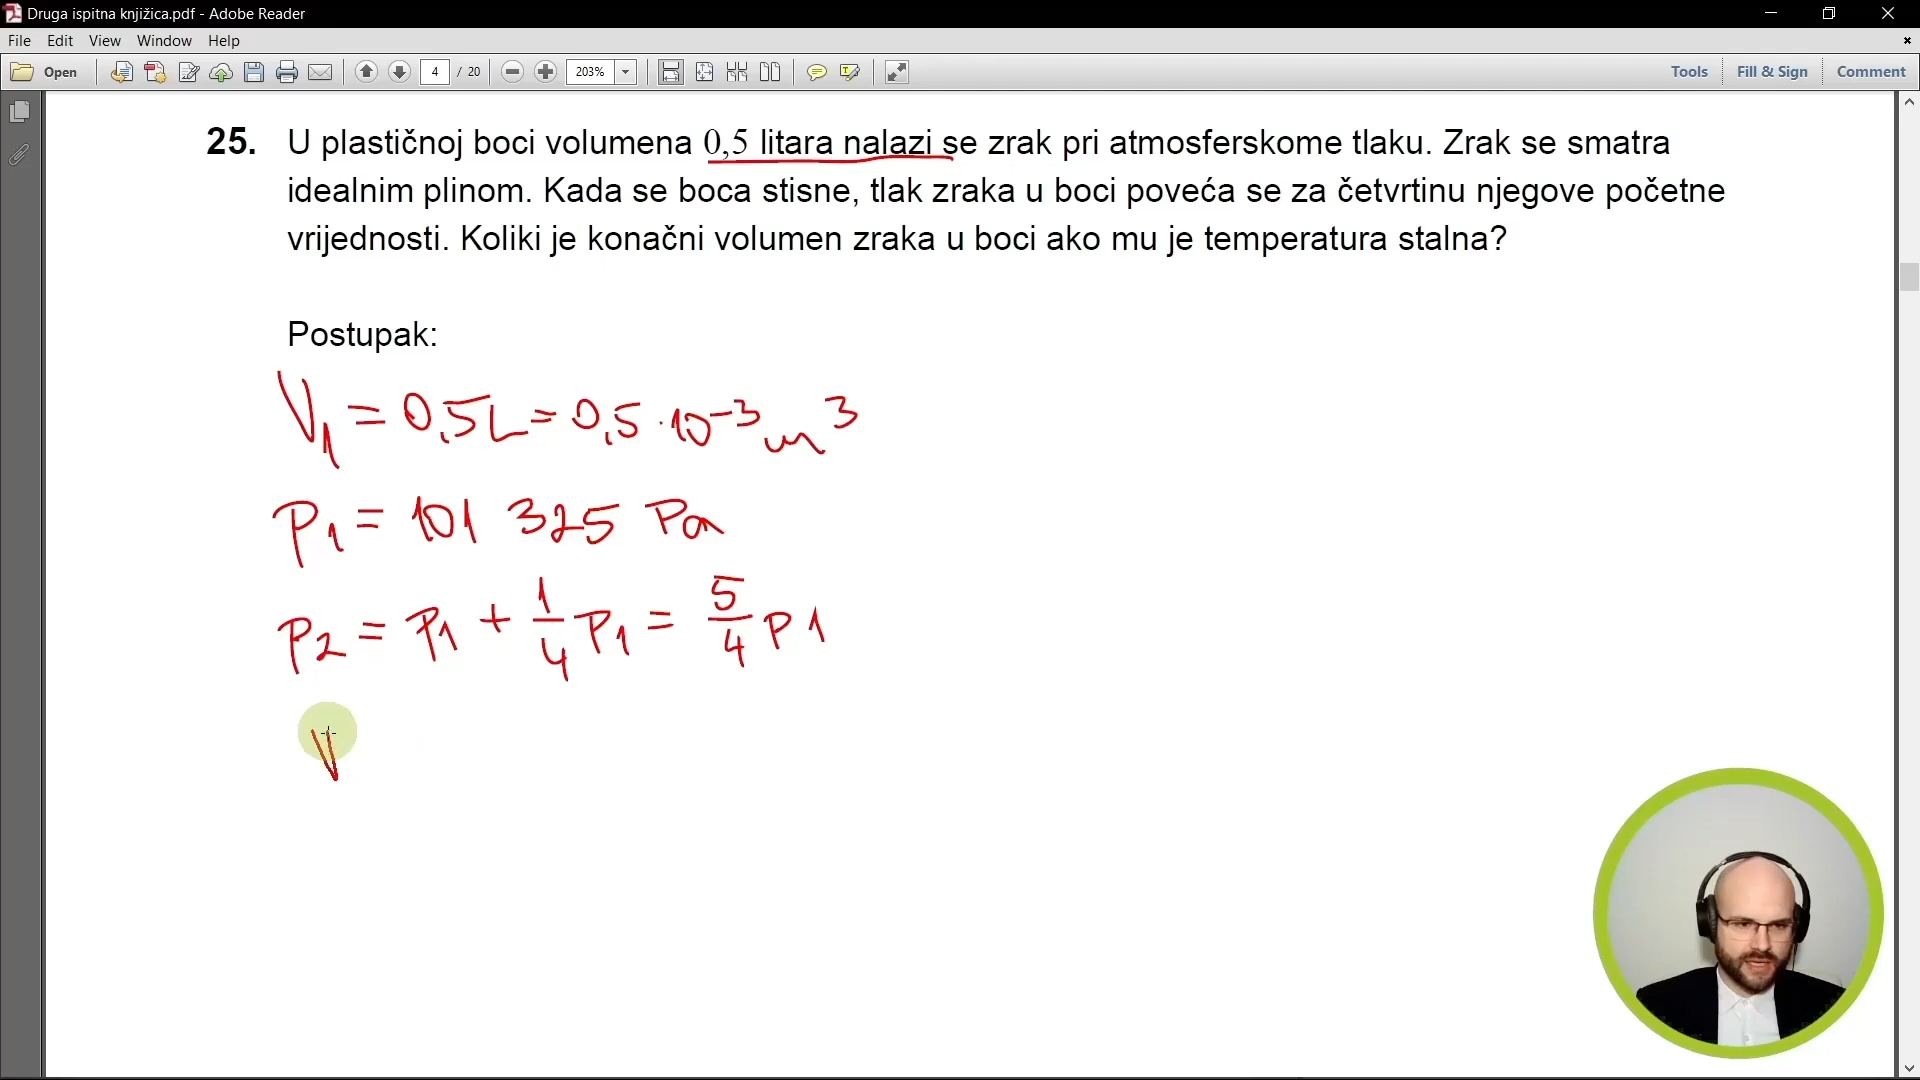 Druga ispitna knjižica.pdf - Adobe Reader
File Edit View Window Help
Open 4 / 20 203% Tools Fill & Sign Comment
25. U plastičnoj boci volumena 0,5 litara nalazi se zrak pri atmosferskome tlaku. Zrak se smatra
idealnim plinom. Kada se boca stisne, tlak zraka u boci poveća se za četvrtinu njegove početne
vrijednosti. Koliki je konačni volumen zraka u boci ako mu je temperatura stalna?
Postupak:
V₁ = 0,5L = 0,5 · 10⁻³ m³
P₁ = 101 325 Pa
P₂ = P₁ + 1/4 P₁ = 5/4 P1
V